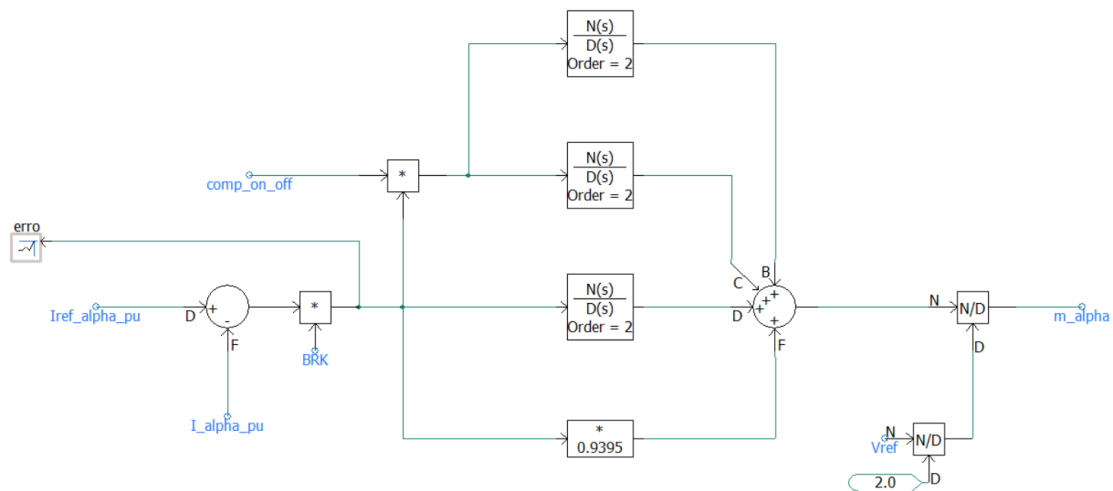 N(s)
D(s)
Order = 2
N(s)
D(s)
Order = 2
*
comp_on_off
erro
B
C
N(s)
D(s)
Order = 2
+
+
+
+
D
F
Iref_alpha_pu
D
+
-
F
*
BRK
I_alpha_pu
N
N/D
D
m_alpha
*
0.9395
N
Vref
N/D
D
2.0